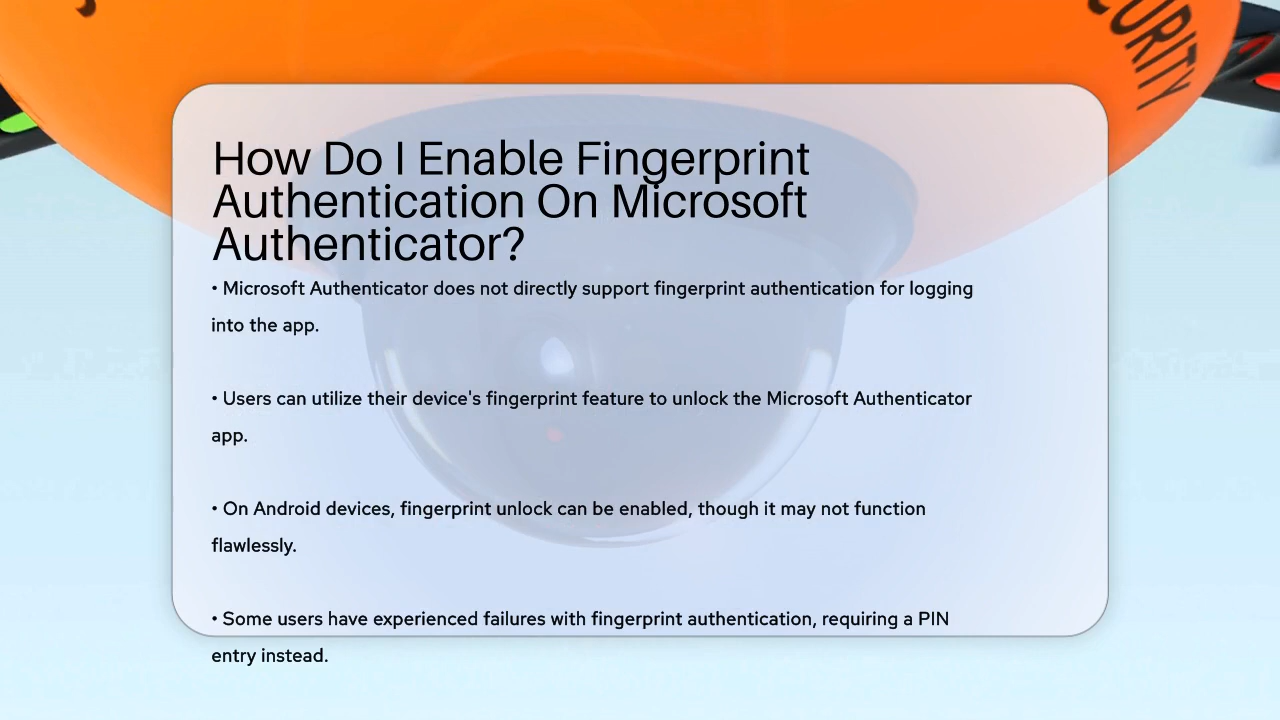 CURITY
How Do I Enable Fingerprint
Authentication On Microsoft
Authenticator?
• Microsoft Authenticator does not directly support fingerprint authentication for logging
into the app.
• Users can utilize their device's fingerprint feature to unlock the Microsoft Authenticator
app.
• On Android devices, fingerprint unlock can be enabled, though it may not function
flawlessly.
• Some users have experienced failures with fingerprint authentication, requiring a PIN
entry instead.